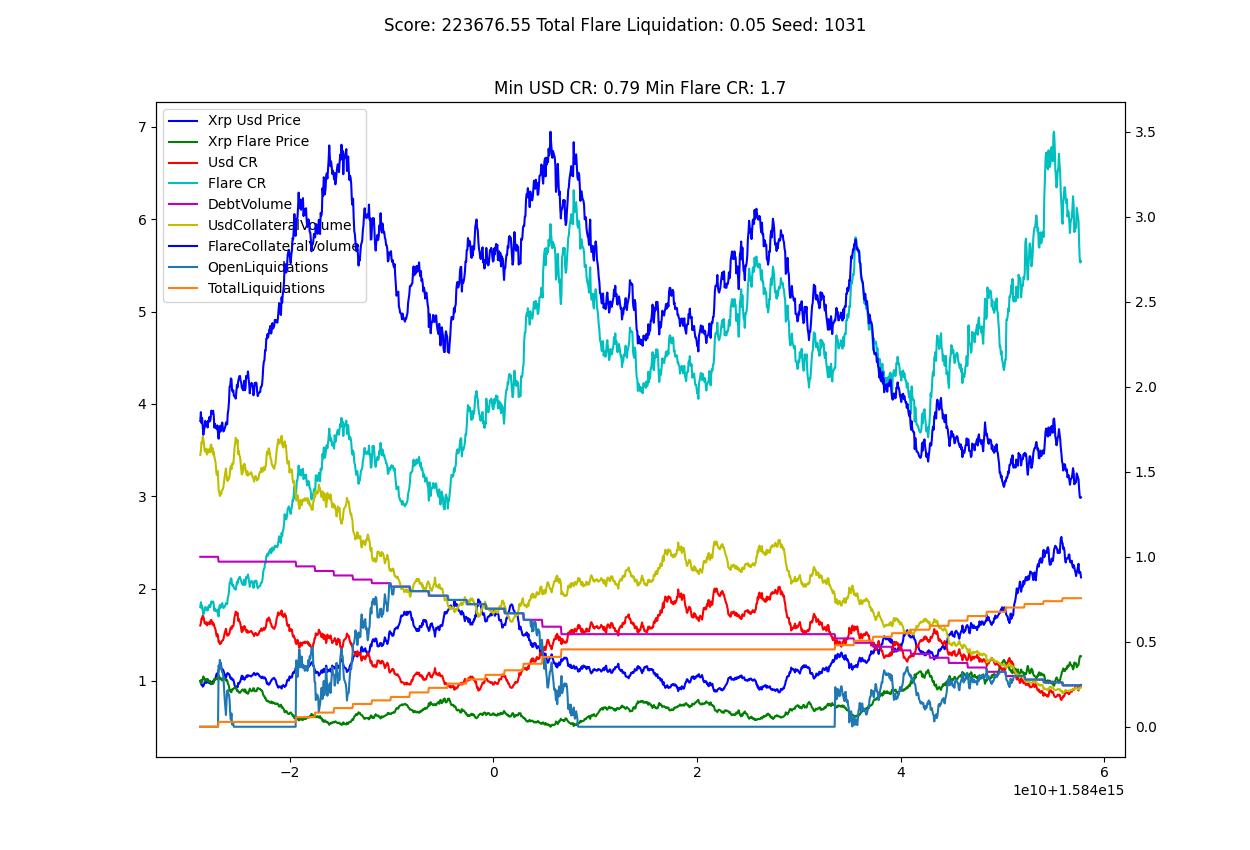 Score: 223676.55 Total Flare Liquidation: 0.05 Seed: 1031
Min USD CR: 0.79 Min Flare CR: 1.7
Xrp Usd Price
Xrp Flare Price
Usd CR
Flare CR
DebtVolume
UsdCollateralVolume
FlareCollateralVolume
OpenLiquidations
TotalLiquidations
7
6
5
4
3
2
1
3.5
3.0
2.5
2.0
1.5
1.0
0.5
0.0
−2 0 2 4 6
1e10+1.584e15